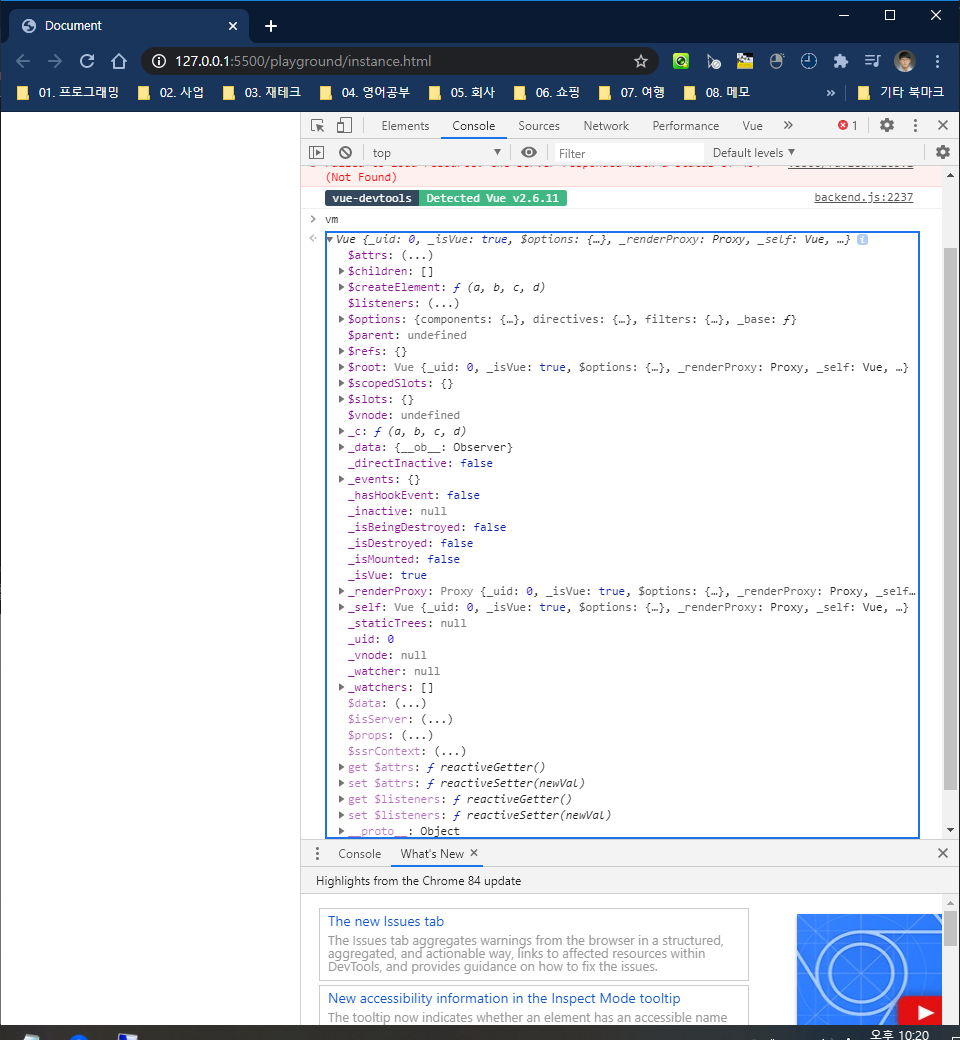 Document
127.0.0.1:5500/playground/instance.html
01. 프로그래밍 02. 사업 03. 재테크 04. 영어공부 05. 회사 06. 쇼핑 07. 여행 08. 메모 » 기타 북마크
Elements Console Sources Network Performance Vue » 1
top Filter Default levels
(Not Found)
vue-devtools Detected Vue v2.6.11 backend.js:2237
> vm
Vue {_uid: 0, _isVue: true, $options: {…}, _renderProxy: Proxy, _self: Vue, …}
$attrs: (...)
$children: []
$createElement: ƒ (a, b, c, d)
$listeners: (...)
$options: {components: {…}, directives: {…}, filters: {…}, _base: ƒ}
$parent: undefined
$refs: {}
$root: Vue {_uid: 0, _isVue: true, $options: {…}, _renderProxy: Proxy, _self: Vue, …}
$scopedSlots: {}
$slots: {}
$vnode: undefined
_c: ƒ (a, b, c, d)
_data: {__ob__: Observer}
_directInactive: false
_events: {}
_hasHookEvent: false
_inactive: null
_isBeingDestroyed: false
_isDestroyed: false
_isMounted: false
_isVue: true
_renderProxy: Proxy {_uid: 0, _isVue: true, $options: {…}, _renderProxy: Proxy, _self…
_self: Vue {_uid: 0, _isVue: true, $options: {…}, _renderProxy: Proxy, _self: Vue, …}
_staticTrees: null
_uid: 0
_vnode: null
_watcher: null
_watchers: []
$data: (...)
$isServer: (...)
$props: (...)
$ssrContext: (...)
get $attrs: ƒ reactiveGetter()
set $attrs: ƒ reactiveSetter(newVal)
get $listeners: ƒ reactiveGetter()
set $listeners: ƒ reactiveSetter(newVal)
__proto__: Object
Console What's New
Highlights from the Chrome 84 update
The new Issues tab
The Issues tab aggregates warnings from the browser in a structured,
aggregated, and actionable way, links to affected resources within
DevTools, and provides guidance on how to fix the issues.
New accessibility information in the Inspect Mode tooltip
The tooltip now indicates whether an element has an accessible name
오후 10:20